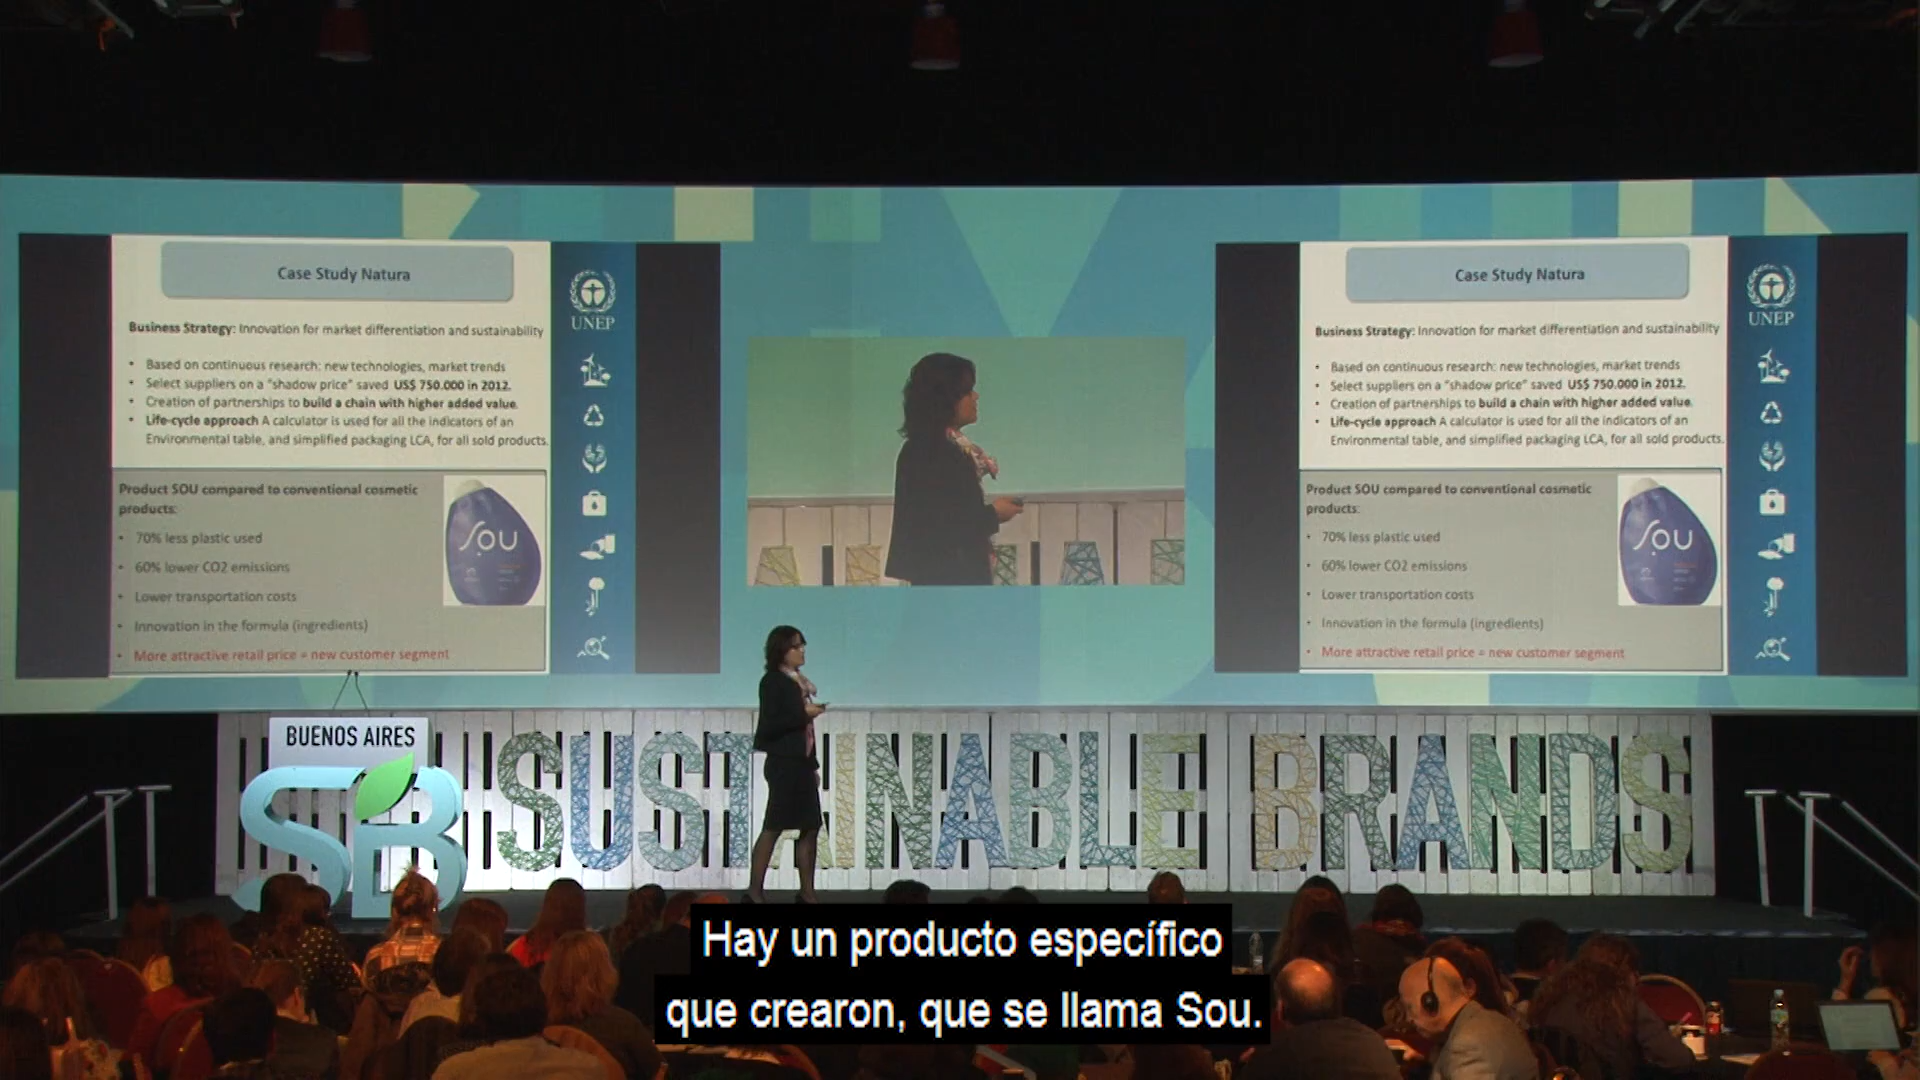 Case Study Natura
Business Strategy: Innovation for market differentiation and sustainability
• Based on continuous research: new technologies, market trends
• Select suppliers on a "shadow price" saved US$ 750.000 in 2012.
• Creation of partnerships to build a chain with higher added value.
• Life-cycle approach A calculator is used for all the indicators of an
Environmental table, and simplified packaging LCA, for all sold products.
Product SOU compared to conventional cosmetic
products:
• 70% less plastic used
• 60% lower CO2 emissions
• Lower transportation costs
• Innovation in the formula (ingredients)
• More attractive retail price = new customer segment
Sou
UNEP
Case Study Natura
Business Strategy: Innovation for market differentiation and sustainability
• Based on continuous research: new technologies, market trends
• Select suppliers on a "shadow price" saved US$ 750.000 in 2012.
• Creation of partnerships to build a chain with higher added value.
• Life-cycle approach A calculator is used for all the indicators of an
Environmental table, and simplified packaging LCA, for all sold products.
Product SOU compared to conventional cosmetic
products:
• 70% less plastic used
• 60% lower CO2 emissions
• Lower transportation costs
• Innovation in the formula (ingredients)
• More attractive retail price = new customer segment
Sou
UNEP
BUENOS AIRES
SB
SUSTAINABLE BRANDS
Hay un producto específico
que crearon, que se llama Sou.